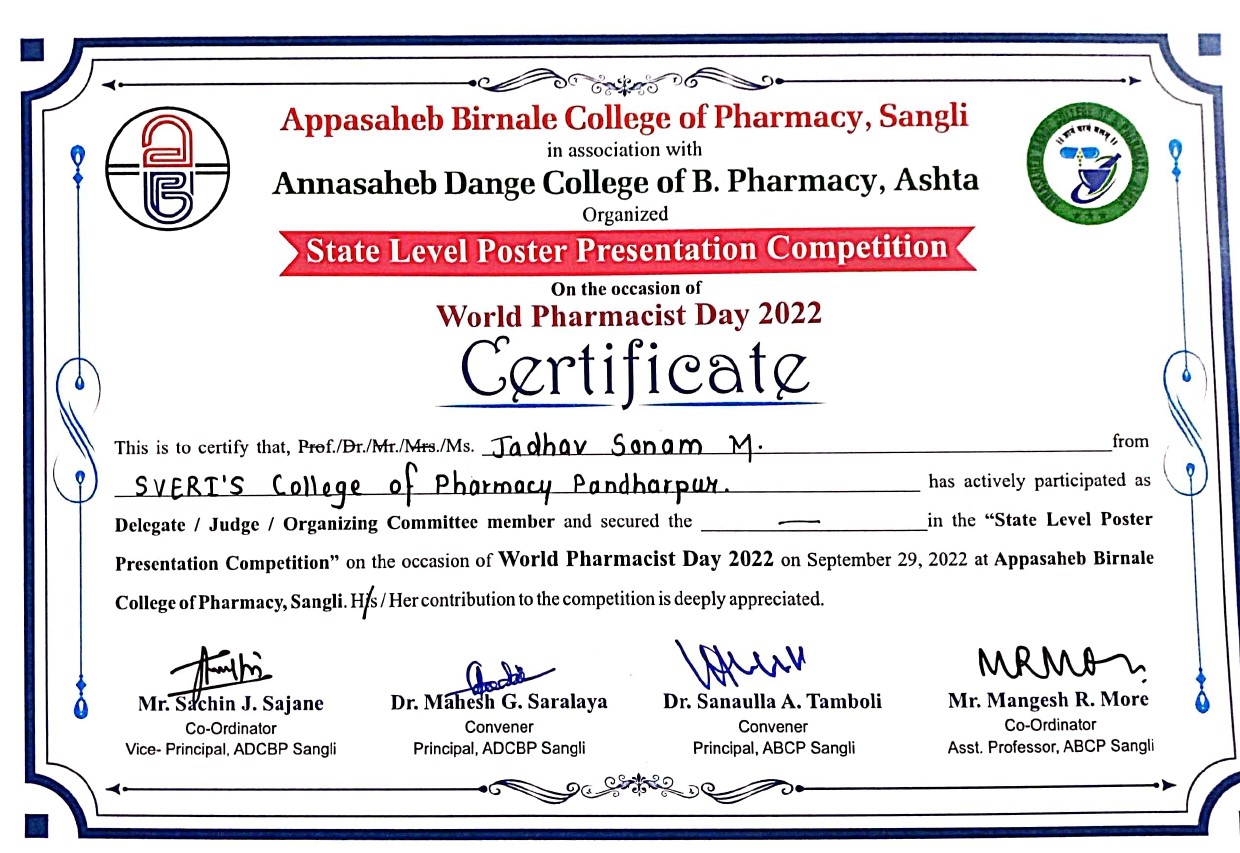 Appasaheb Birnale College of Pharmacy, Sangli
in association with
Annasaheb Dange College of B. Pharmacy, Ashta
Organized
State Level Poster Presentation Competition
On the occasion of
World Pharmacist Day 2022
Certificate
This is to certify that, Prof./Dr./Mr./Mrs./Ms. Jadhav Sonam M. from
SVERI'S College of Pharmacy Pandharpur. has actively participated as
Delegate / Judge / Organizing Committee member and secured the — in the “State Level Poster
Presentation Competition” on the occasion of World Pharmacist Day 2022 on September 29, 2022 at Appasaheb Birnale
College of Pharmacy, Sangli. His / Her contribution to the competition is deeply appreciated.
Mr. Sachin J. Sajane Dr. Mahesh G. Saralaya Dr. Sanaulla A. Tamboli Mr. Mangesh R. More
Co-Ordinator Convener Convener Co-Ordinator
Vice- Principal, ADCBP Sangli Principal, ADCBP Sangli Principal, ABCP Sangli Asst. Professor, ABCP Sangli